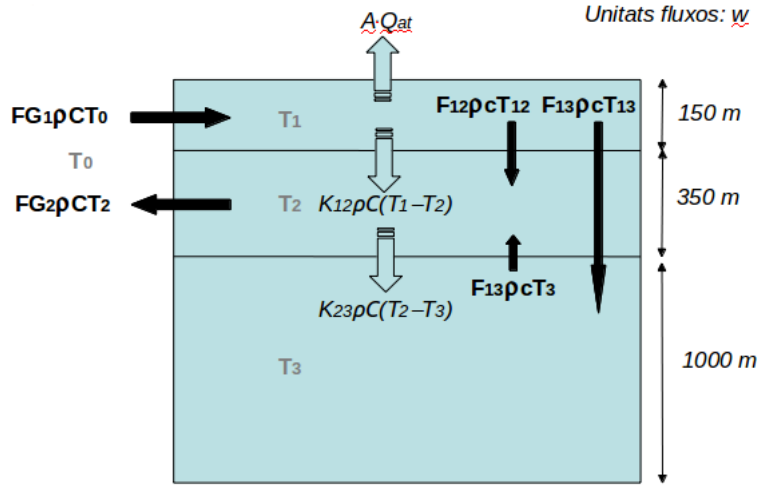 A·Qat
Unitats fluxos: w
FG1ρCT0
T1
F12ρcT12
F13ρcT13
150 m
T0
FG2ρCT2
T2
K12ρC(T1–T2)
350 m
F13ρcT3
K23ρC(T2–T3)
T3
1000 m